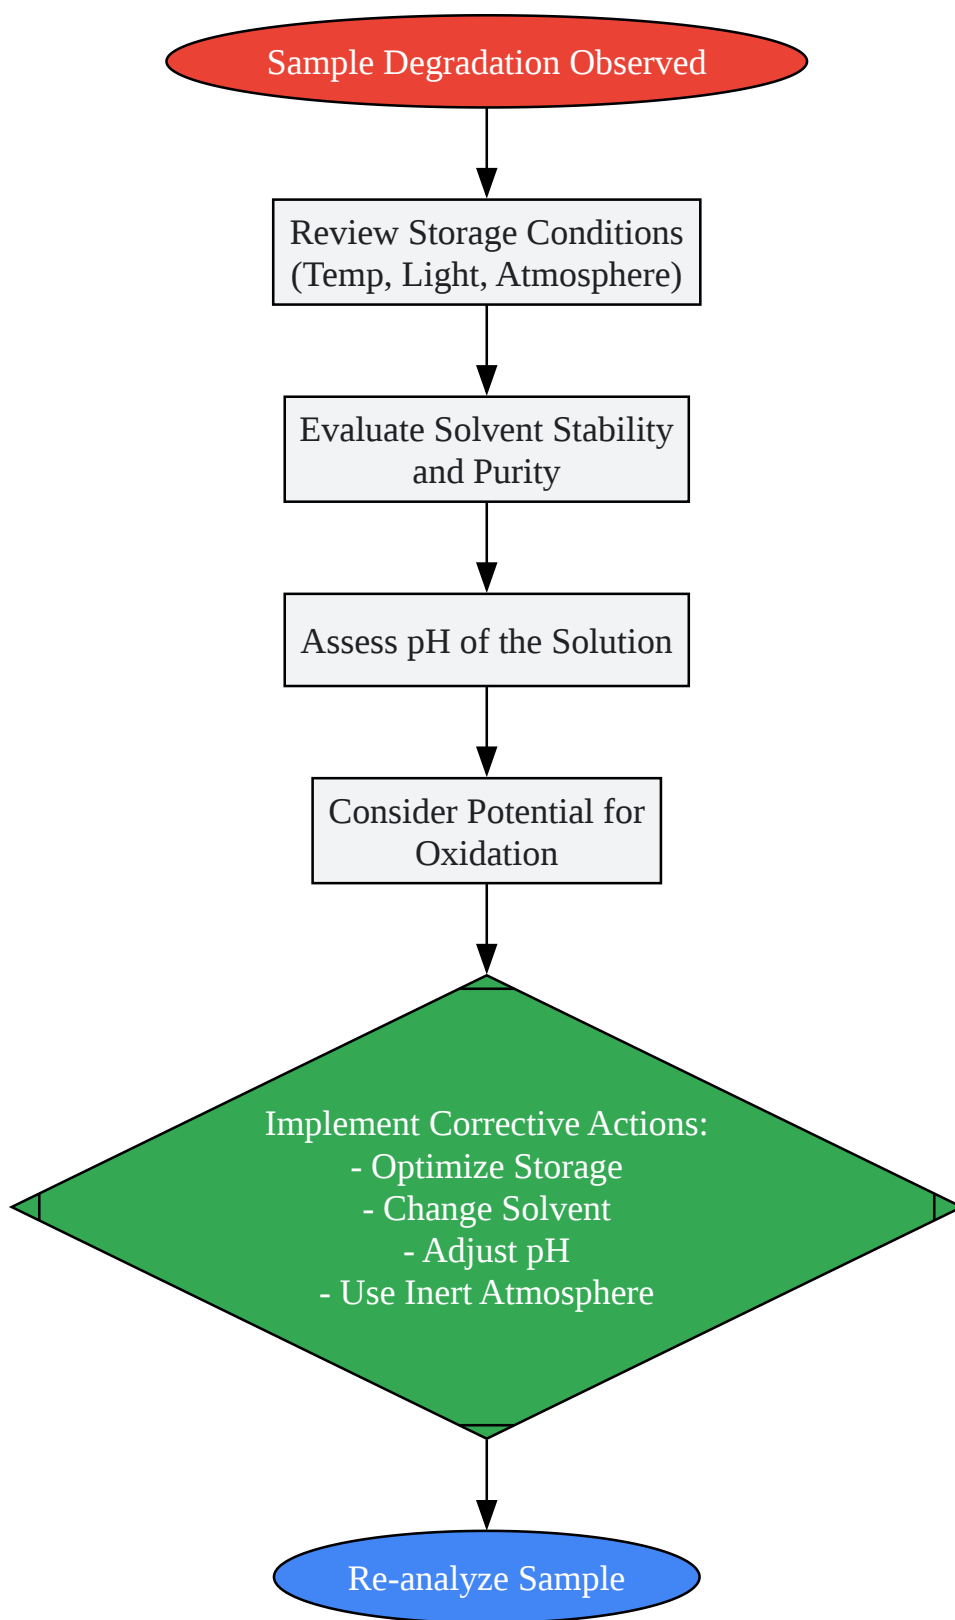 Sample Degradation Observed
Review Storage Conditions
(Temp, Light, Atmosphere)
Evaluate Solvent Stability
and Purity
Assess pH of the Solution
Consider Potential for
Oxidation
Implement Corrective Actions:
- Optimize Storage
- Change Solvent
- Adjust pH
- Use Inert Atmosphere
Re-analyze Sample